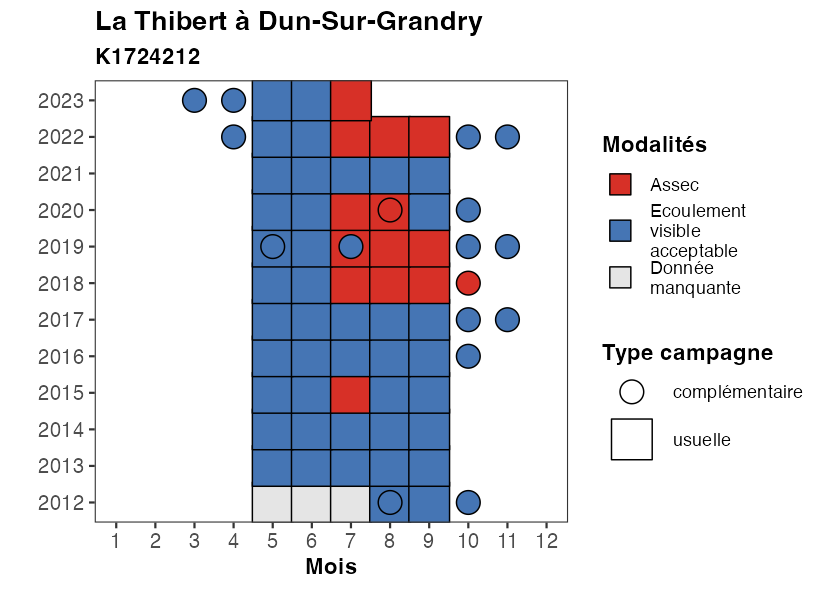 La Thibert à Dun-Sur-Grandry
K1724212
2023
2022
2021
2020
2019
2018
2017
2016
2015
2014
2013
2012
1 2 3 4 5 6 7 8 9 10 11 12
Mois
Modalités
Assec
Ecoulement
visible
acceptable
Donnée
manquante
Type campagne
complémentaire
usuelle